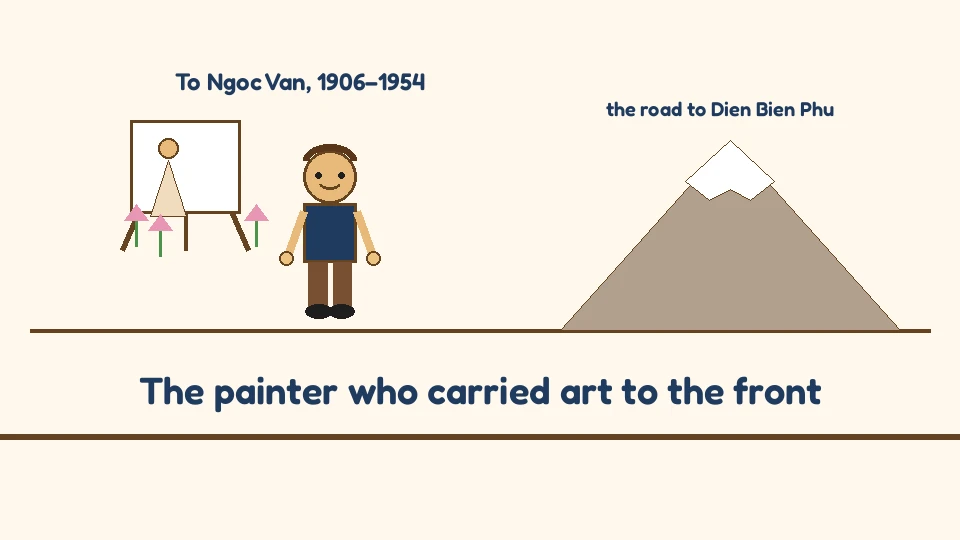 To Ngoc Van, 1906–1954
the road to Dien Bien Phu
The painter who carried art to the front